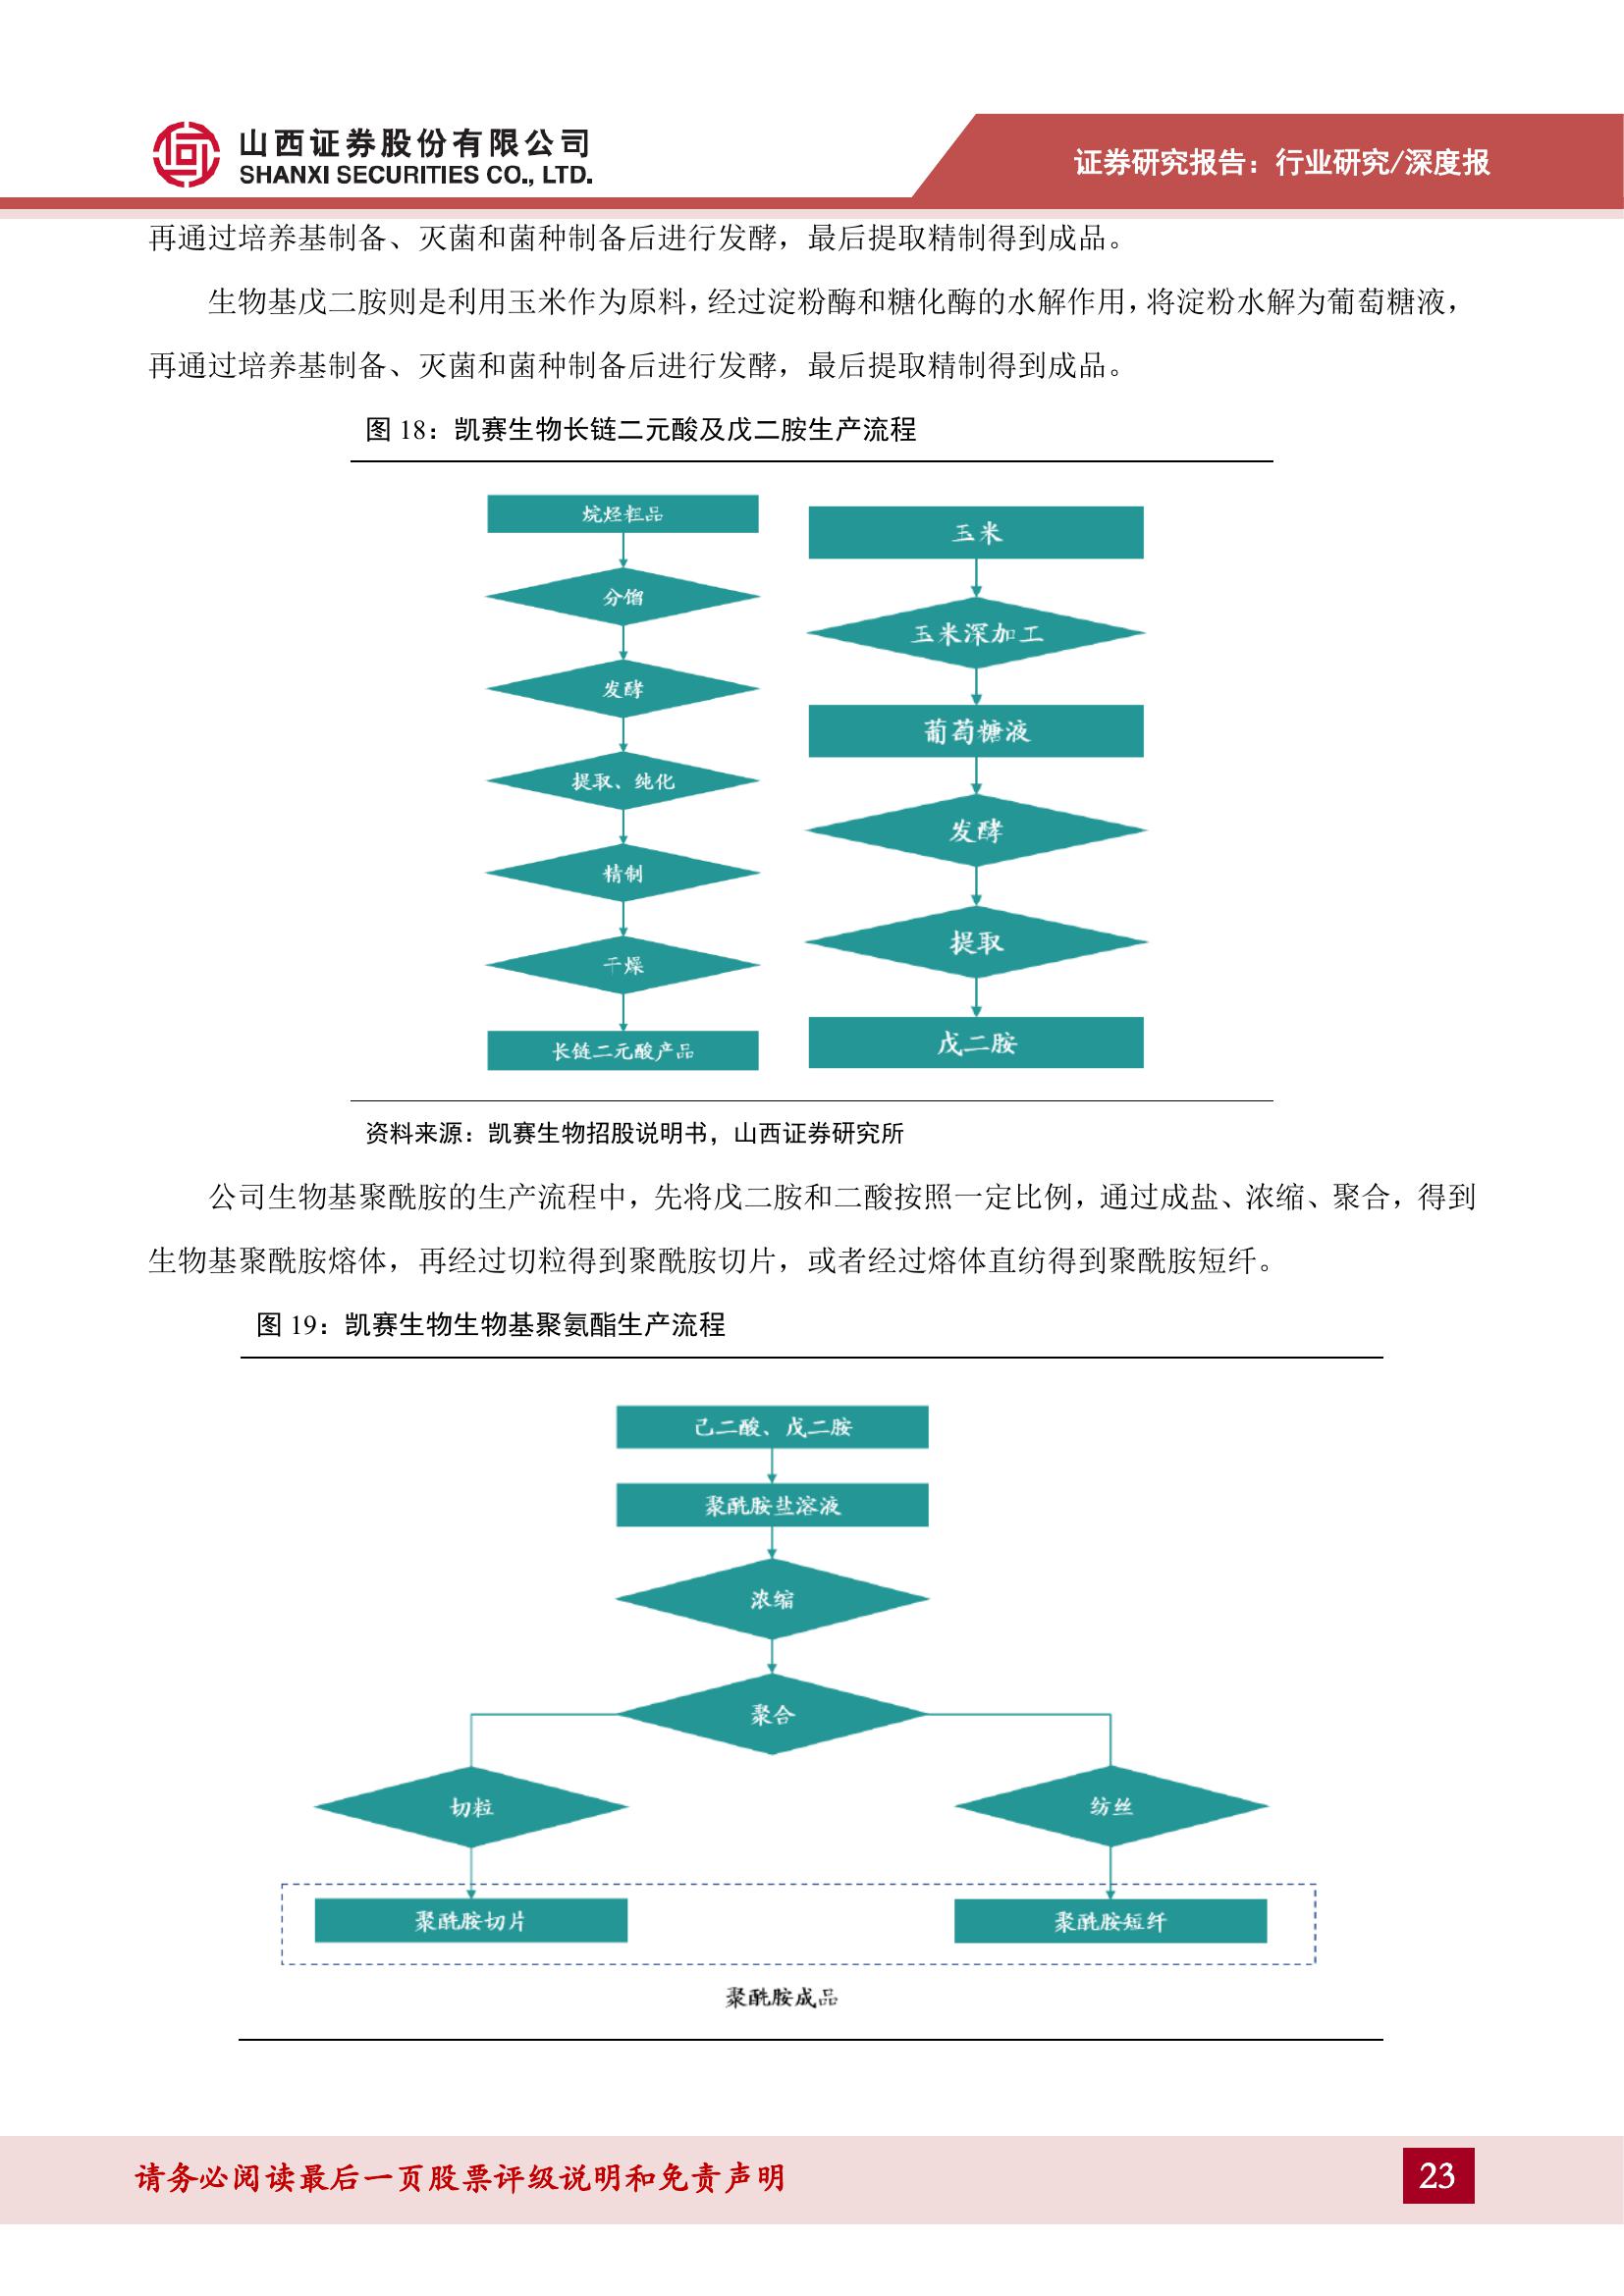 山西证券股份有限公司
SHANXI SECURITIES CO., LTD.
证券研究报告：行业研究/深度报
再通过培养基制备、灭菌和菌种制备后进行发酵，最后提取精制得到成品。
生物基戊二胺则是利用玉米作为原料，经过淀粉酶和糖化酶的水解作用，将淀粉水解为葡萄糖液，
再通过培养基制备、灭菌和菌种制备后进行发酵，最后提取精制得到成品。
图 18：凯赛生物长链二元酸及戊二胺生产流程
烷烃粗品
分馏
发酵
提取、纯化
精制
干燥
长链二元酸产品
玉米
玉米深加工
葡萄糖液
发酵
提取
戊二胺
资料来源：凯赛生物招股说明书，山西证券研究所
公司生物基聚酰胺的生产流程中，先将戊二胺和二酸按照一定比例，通过成盐、浓缩、聚合，得到
生物基聚酰胺熔体，再经过切粒得到聚酰胺切片，或者经过熔体直纺得到聚酰胺短纤。
图 19：凯赛生物生物基聚氨酯生产流程
己二酸、戊二胺
聚酰胺盐溶液
浓缩
聚合
切粒
纺丝
聚酰胺切片
聚酰胺短纤
聚酰胺成品
请务必阅读最后一页股票评级说明和免责声明
23